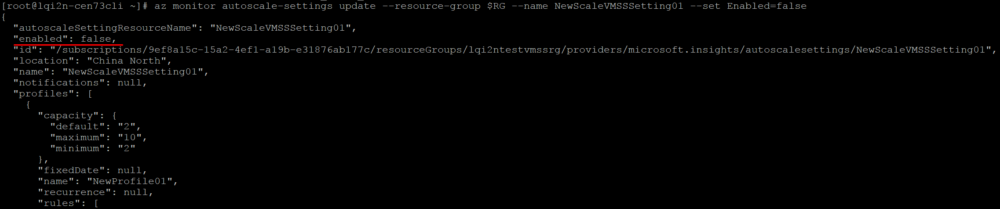 [root@lqi2n-cen73cli ~]# az monitor autoscale-settings update --resource-group $RG --name NewScaleVMSSSetting01 --set Enabled=false
{
  "autoscaleSettingResourceName": "NewScaleVMSSSetting01",
  "enabled": false,
  "id": "/subscriptions/9ef8a15c-15a2-4ef1-a19b-e31876ab177c/resourceGroups/lqi2ntestvmssrg/providers/microsoft.insights/autoscalesettings/NewScaleVMSSSetting01",
  "location": "China North",
  "name": "NewScaleVMSSSetting01",
  "notifications": null,
  "profiles": [
    {
      "capacity": {
        "default": "2",
        "maximum": "10",
        "minimum": "2"
      },
      "fixedDate": null,
      "name": "NewProfile01",
      "recurrence": null,
      "rules": [